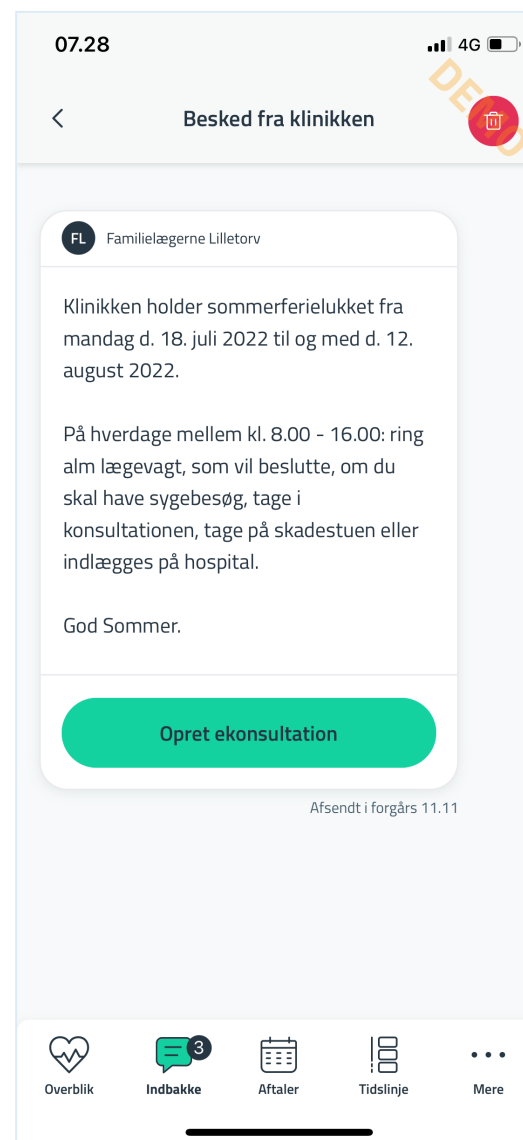 07.28
4G
DEMO
Besked fra klinikken
FL Familielægerne Lilletorv
Klinikken holder sommerferielukket fra
mandag d. 18. juli 2022 til og med d. 12.
august 2022.
På hverdage mellem kl. 8.00 - 16.00: ring
alm lægevagt, som vil beslutte, om du
skal have sygebesøg, tage i
konsultationen, tage på skadestuen eller
indlægges på hospital.
God Sommer.
Opret ekonsultation
Afsendt i forgårs 11.11
3
Overblik Indbakke Aftaler Tidslinje Mere